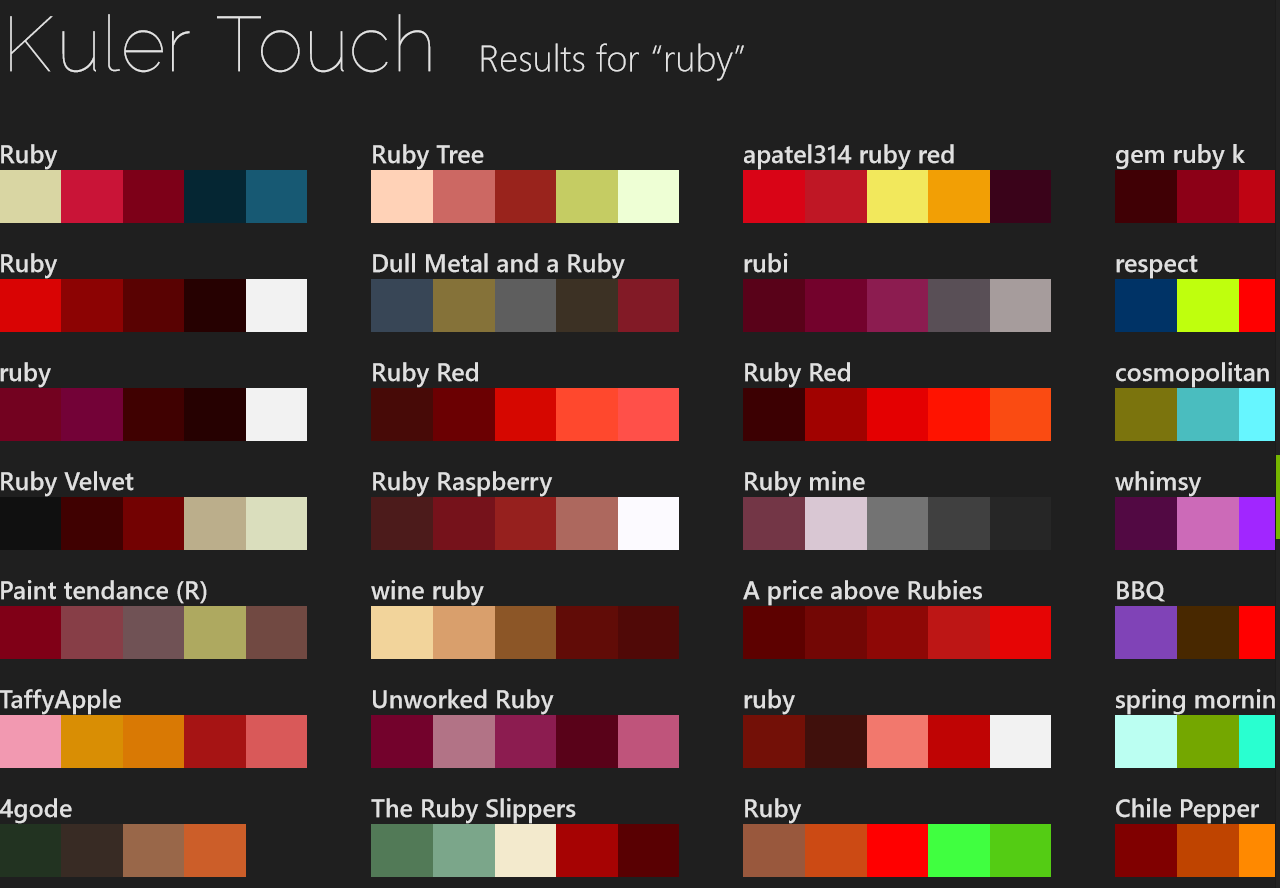 Kuler Touch Results for “ruby”
Ruby
Ruby
ruby
Ruby Velvet
Paint tendance (R)
TaffyApple
4gode
Ruby Tree
Dull Metal and a Ruby
Ruby Red
Ruby Raspberry
wine ruby
Unworked Ruby
The Ruby Slippers
apatel314 ruby red
rubi
Ruby Red
Ruby mine
A price above Rubies
ruby
Ruby
gem ruby k
respect
cosmopolitan
whimsy
BBQ
spring mornin
Chile Pepper